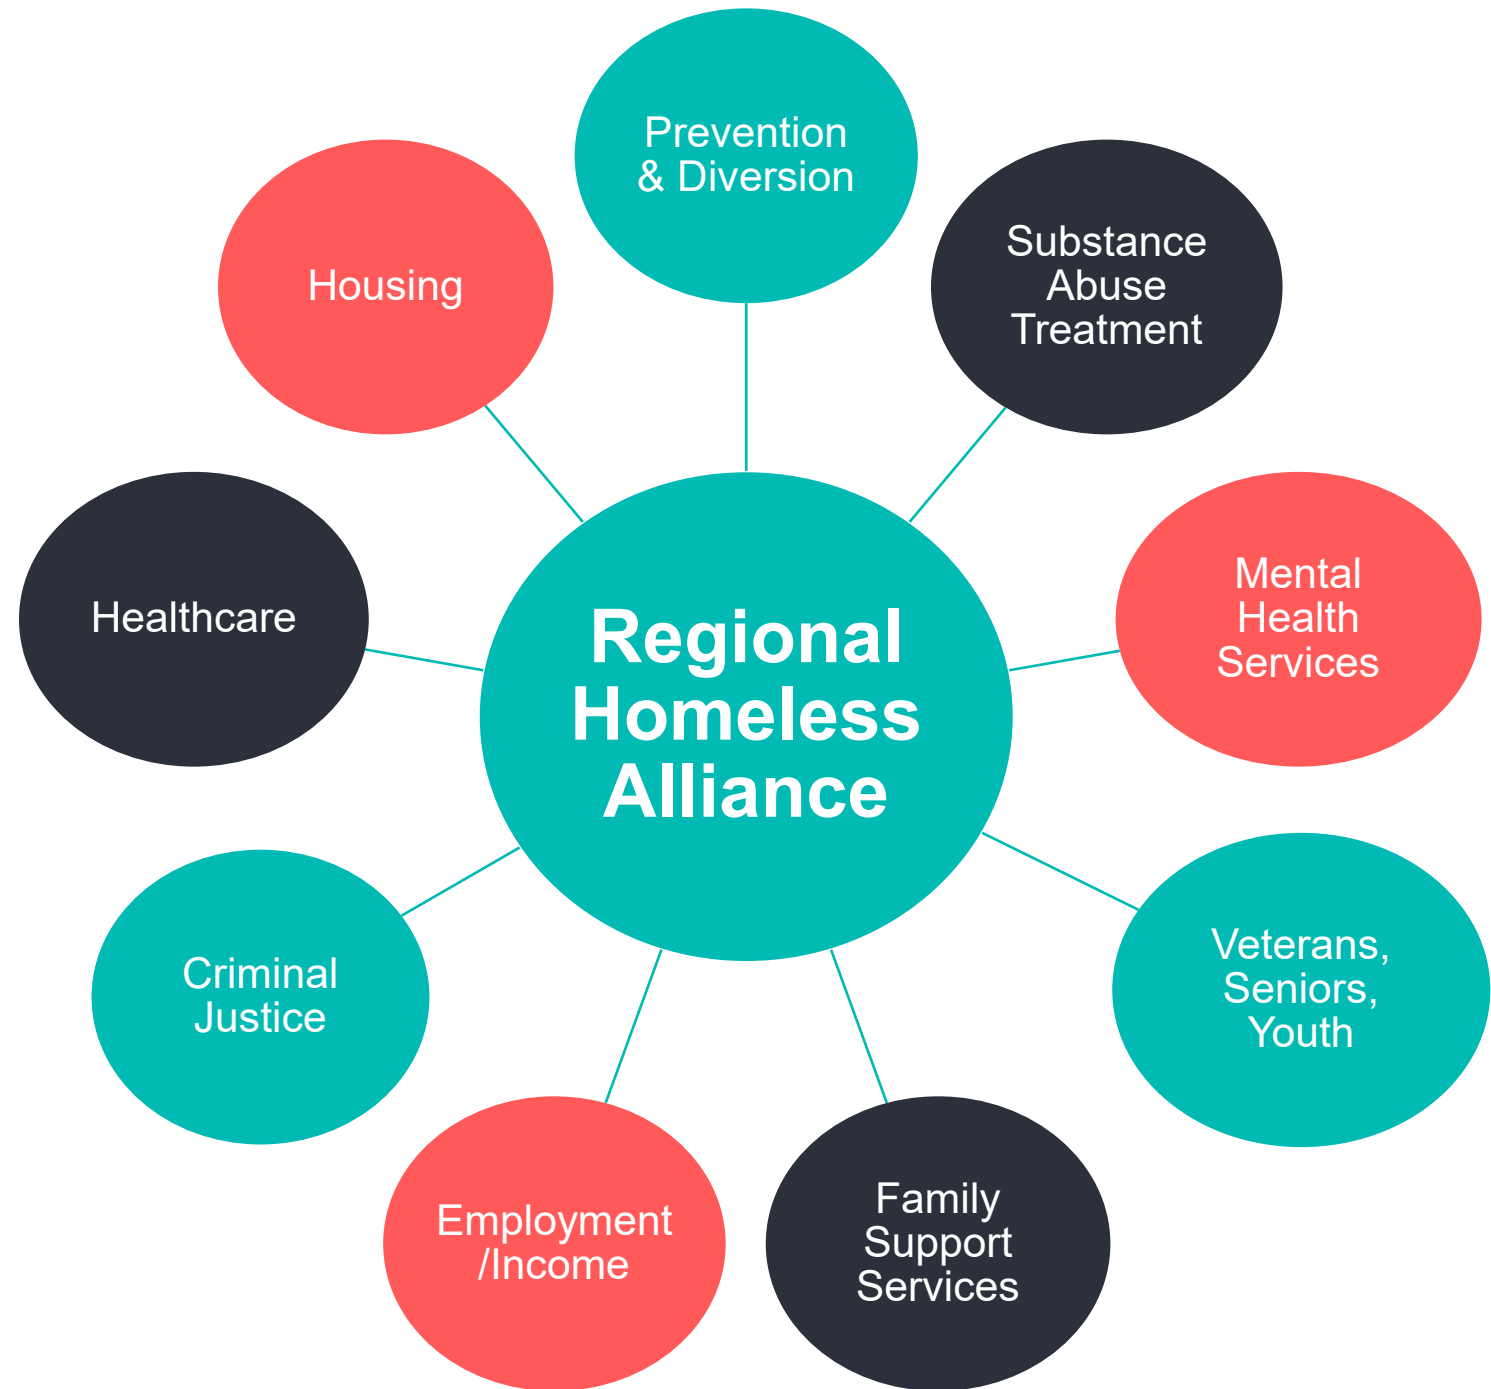 Prevention
& Diversion
Substance
Abuse
Treatment
Mental
Health
Services
Veterans,
Seniors,
Youth
Family
Support
Services
Employment
/Income
Criminal
Justice
Healthcare
Housing
Regional
Homeless
Alliance